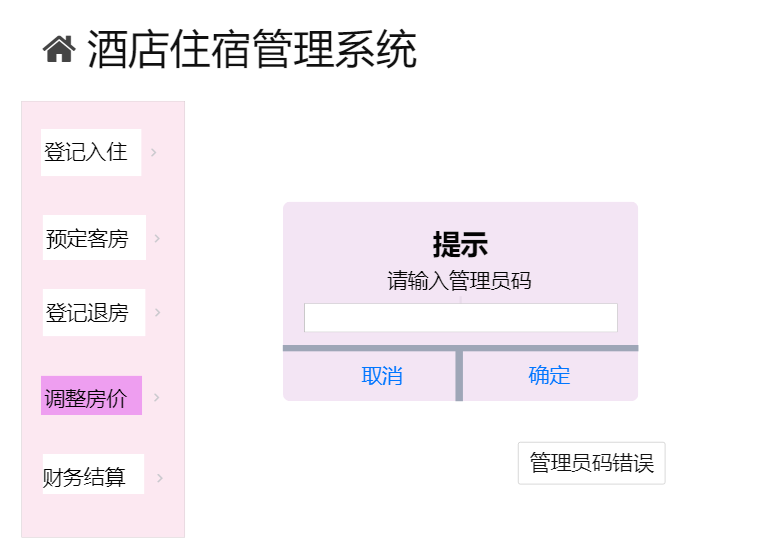 酒店住宿管理系统
登记入住
预定客房
登记退房
调整房价
财务结算
提示
请输入管理员码
取消
确定
管理员码错误